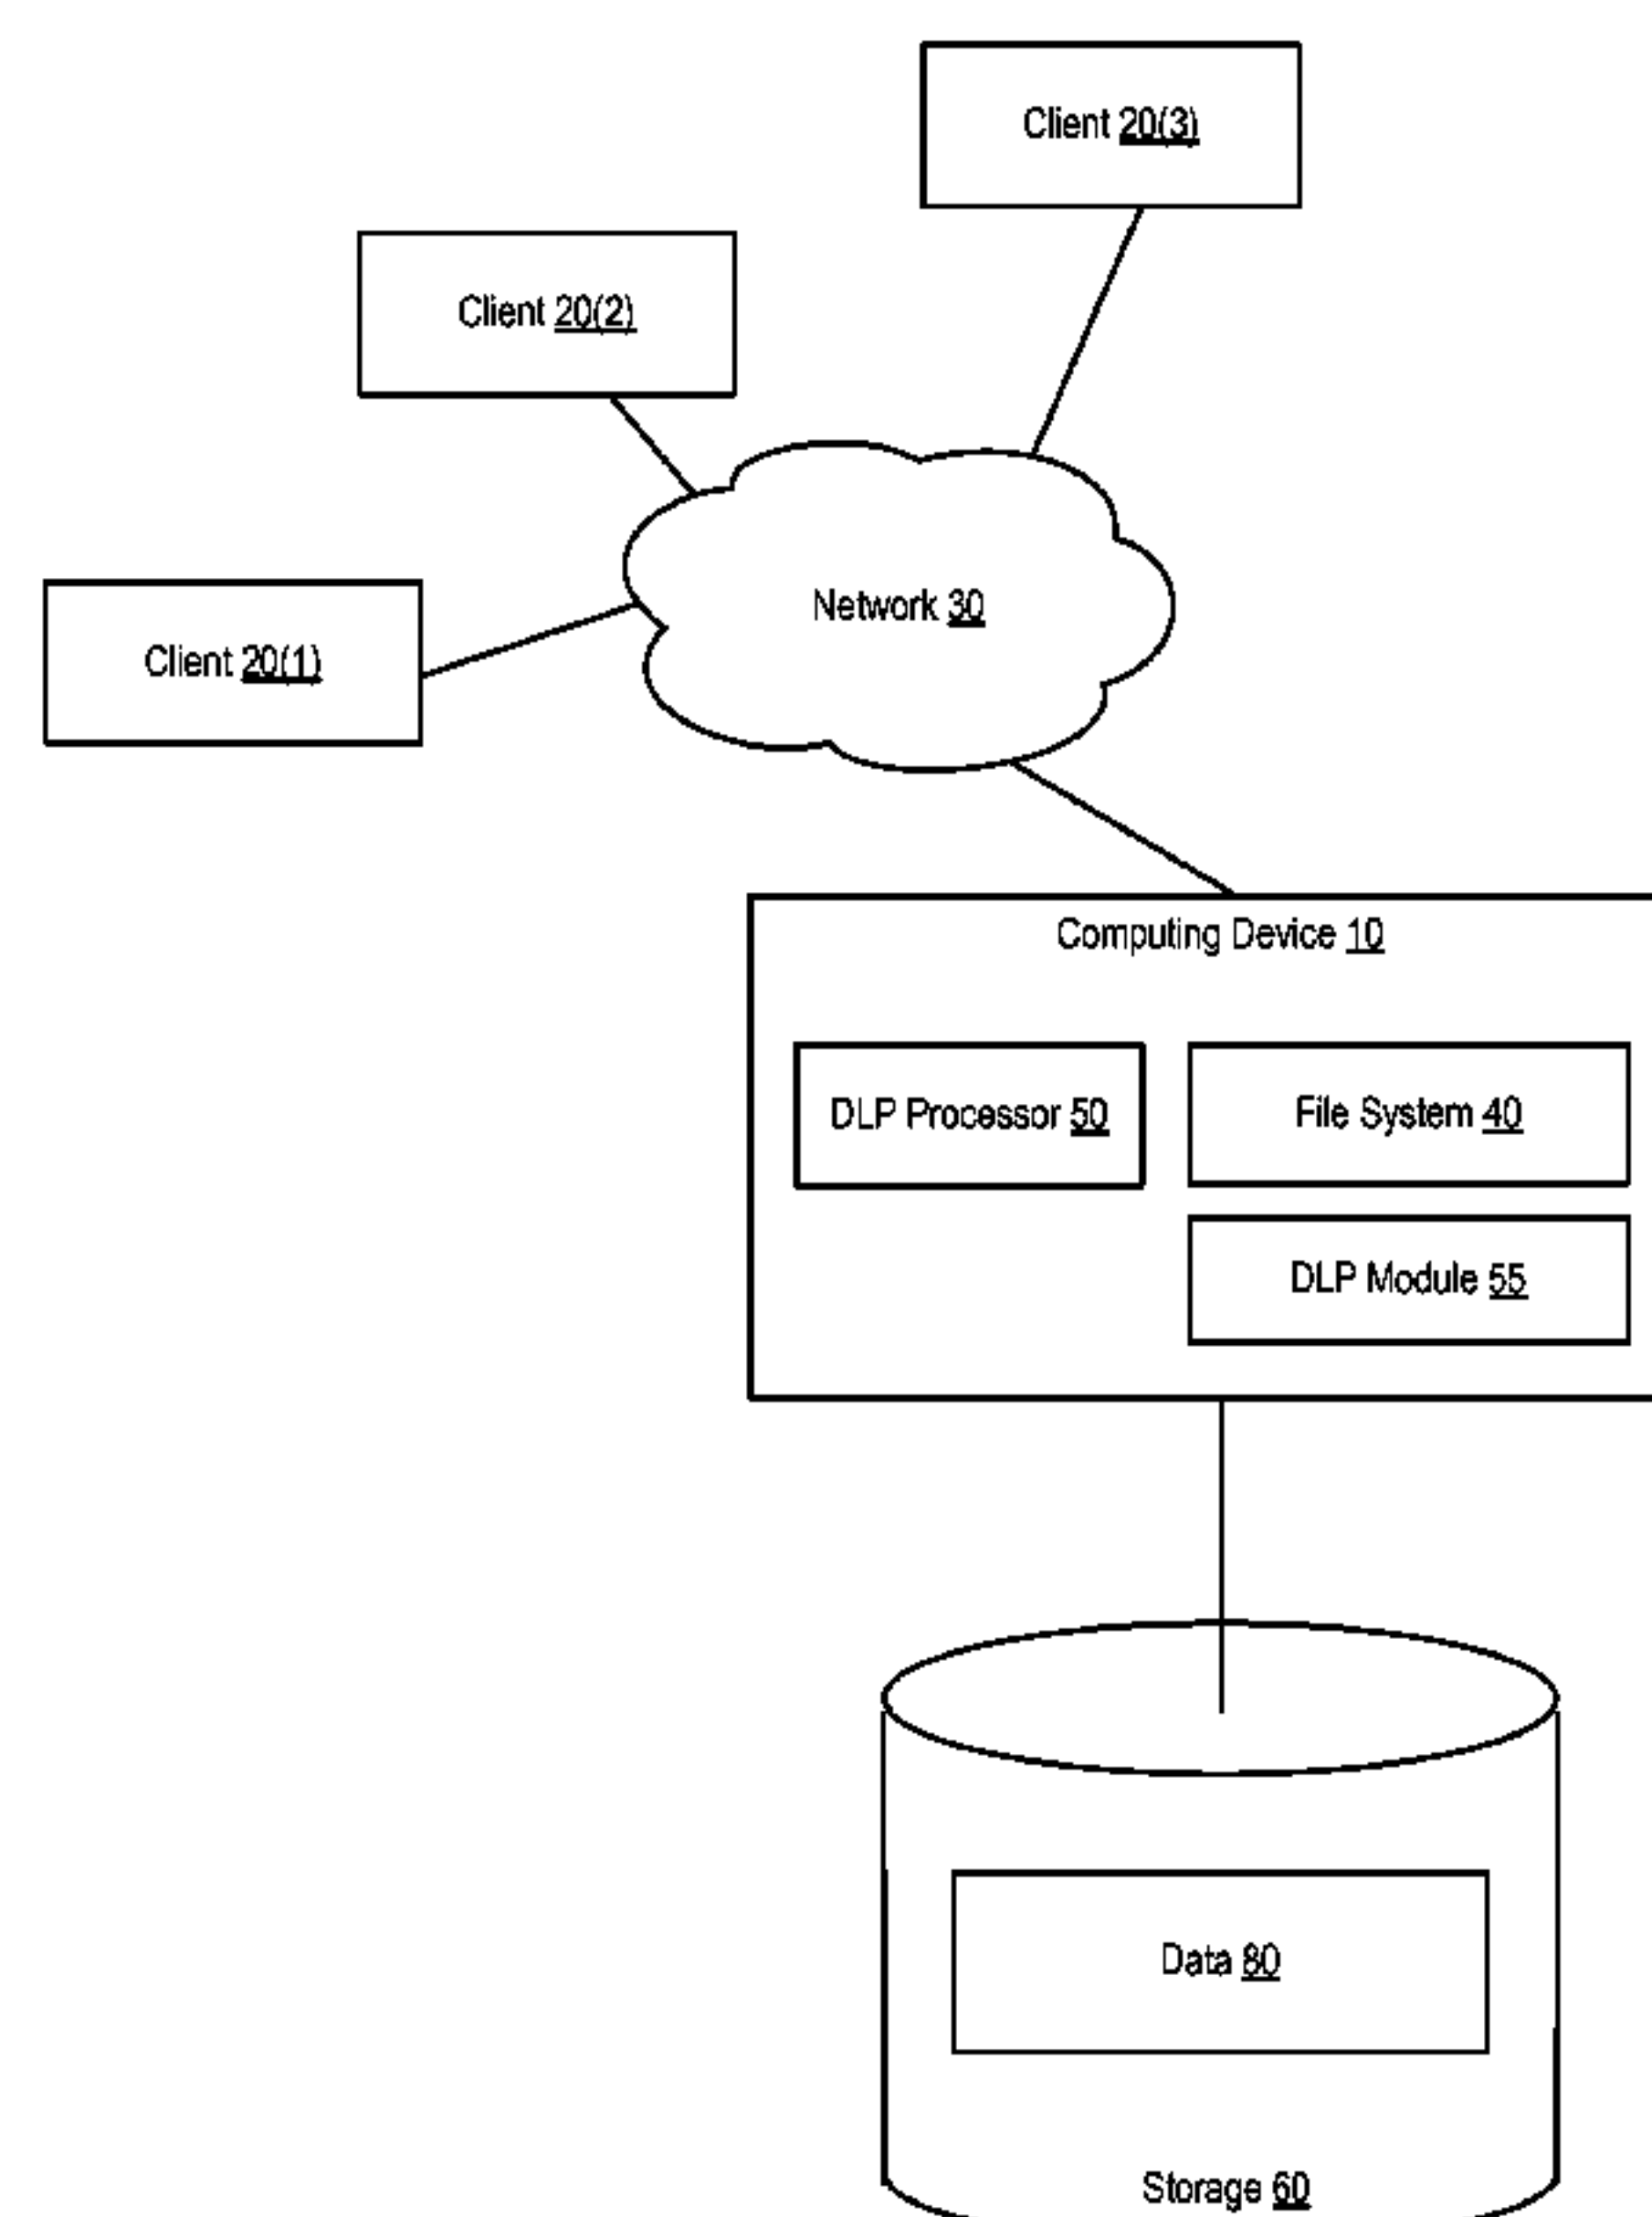 Client 20(3)
Client 20(2)
Network 30
Client 20(1)
Computing Device 10
DLP Processor 50
File System 40
DLP Module 55
Data 80
Storage 60